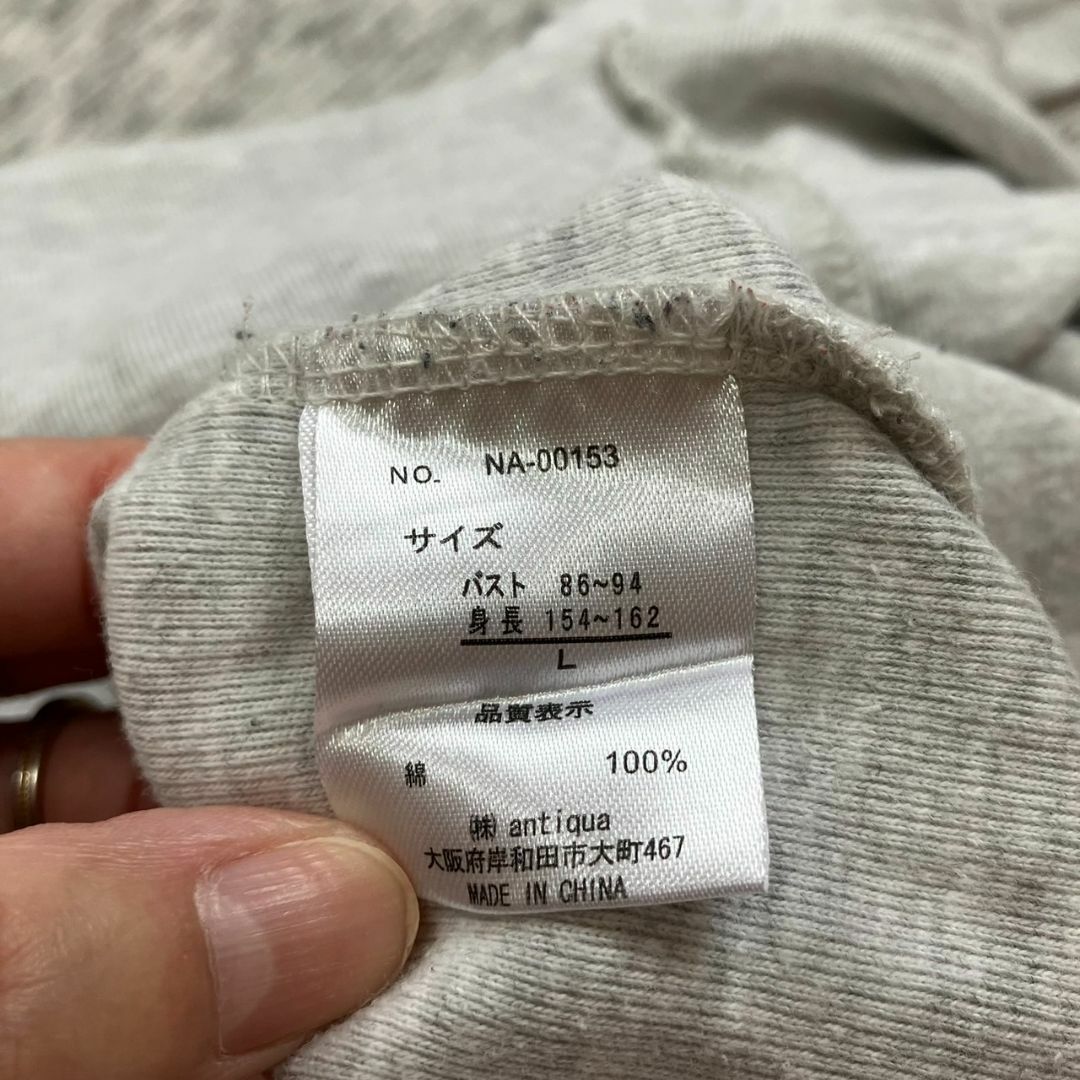 NO. NA-00153
サイズ
バスト 86~94
身長 154~162
L
品質表示
綿 100%
㈱ antiqua
大阪府岸和田市大町467
MADE IN CHINA